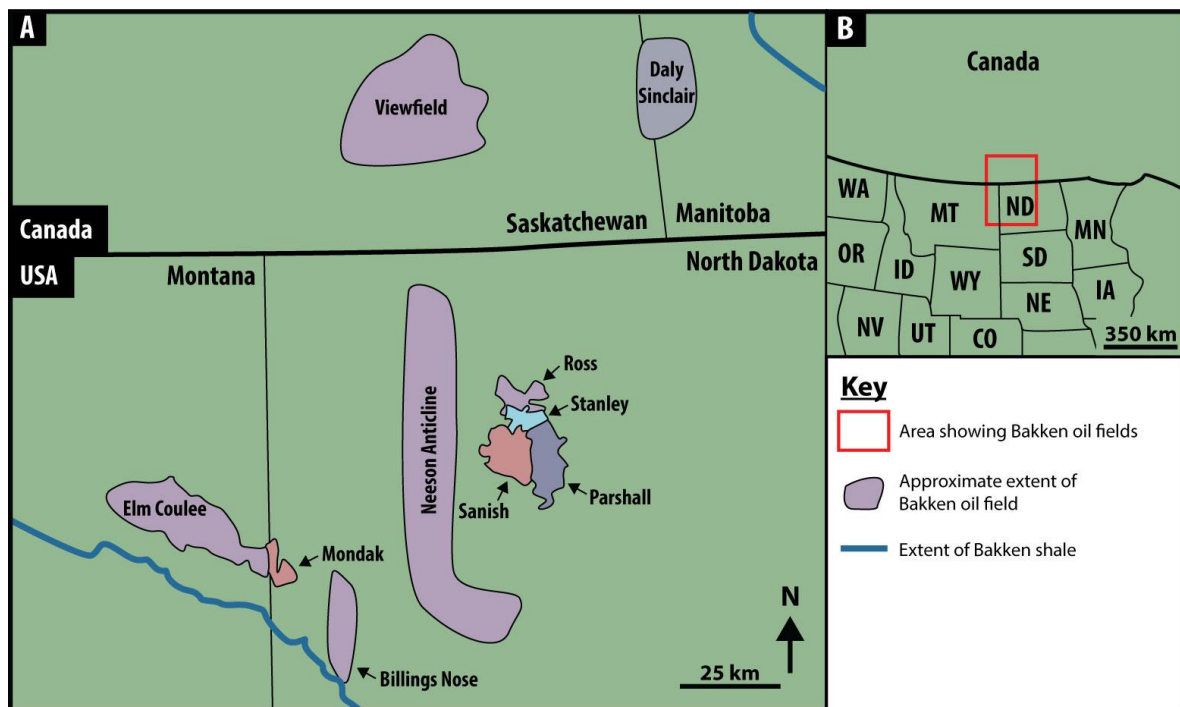 A
Viewfield
Daly
Sinclair
Saskatchewan
Manitoba
Canada
USA
Montana
North Dakota
Ross
Stanley
Neeson Anticline
Sanish
Parshall
Elm Coulee
Mondak
Billings Nose
N
25 km
B
Canada
WA
MT
ND
MN
OR
ID
WY
SD
IA
NE
NV
UT
CO
350 km
Key
Area showing Bakken oil fields
Approximate extent of
Bakken oil field
Extent of Bakken shale